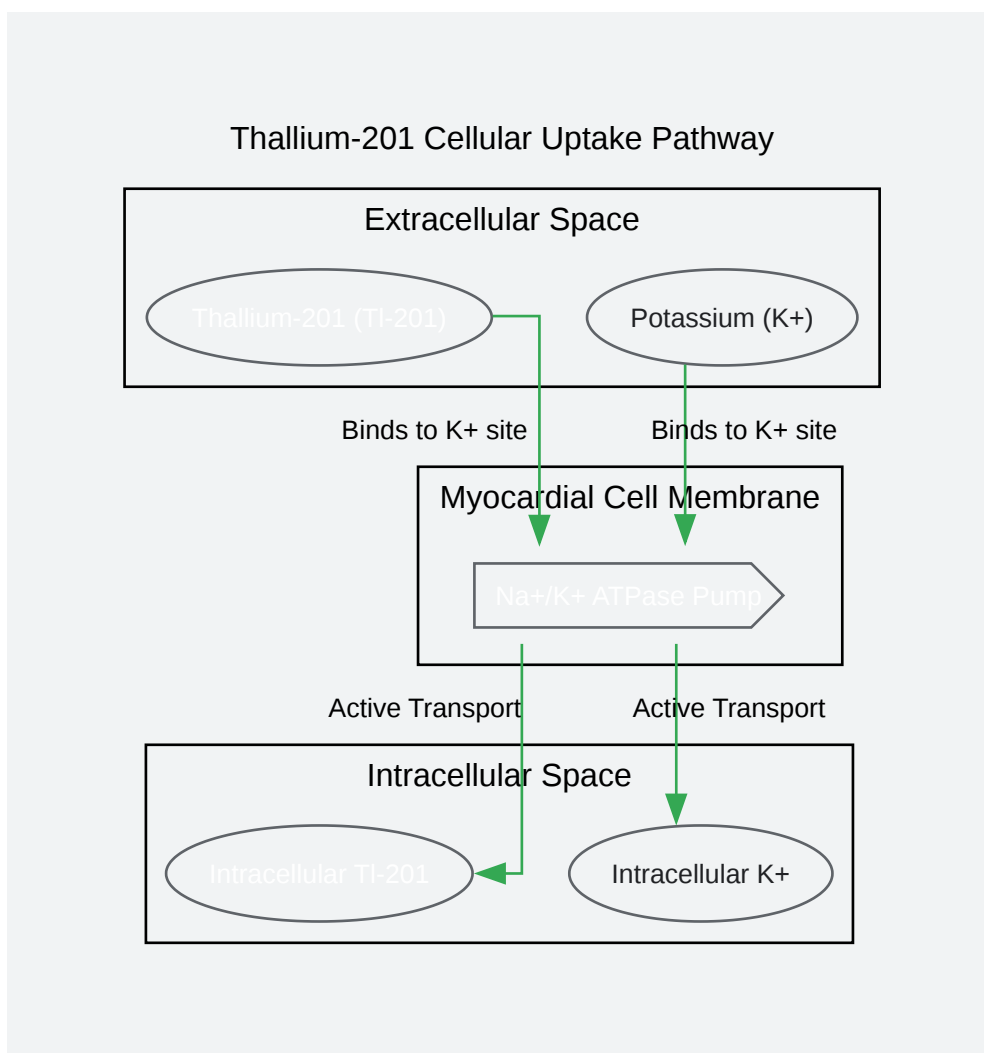 Thallium-201 Cellular Uptake Pathway
Extracellular Space
Thallium-201 (Tl-201)
Potassium (K+)
Binds to K+ site
Binds to K+ site
Myocardial Cell Membrane
Na+/K+ ATPase Pump
Active Transport
Active Transport
Intracellular Space
Intracellular Tl-201
Intracellular K+